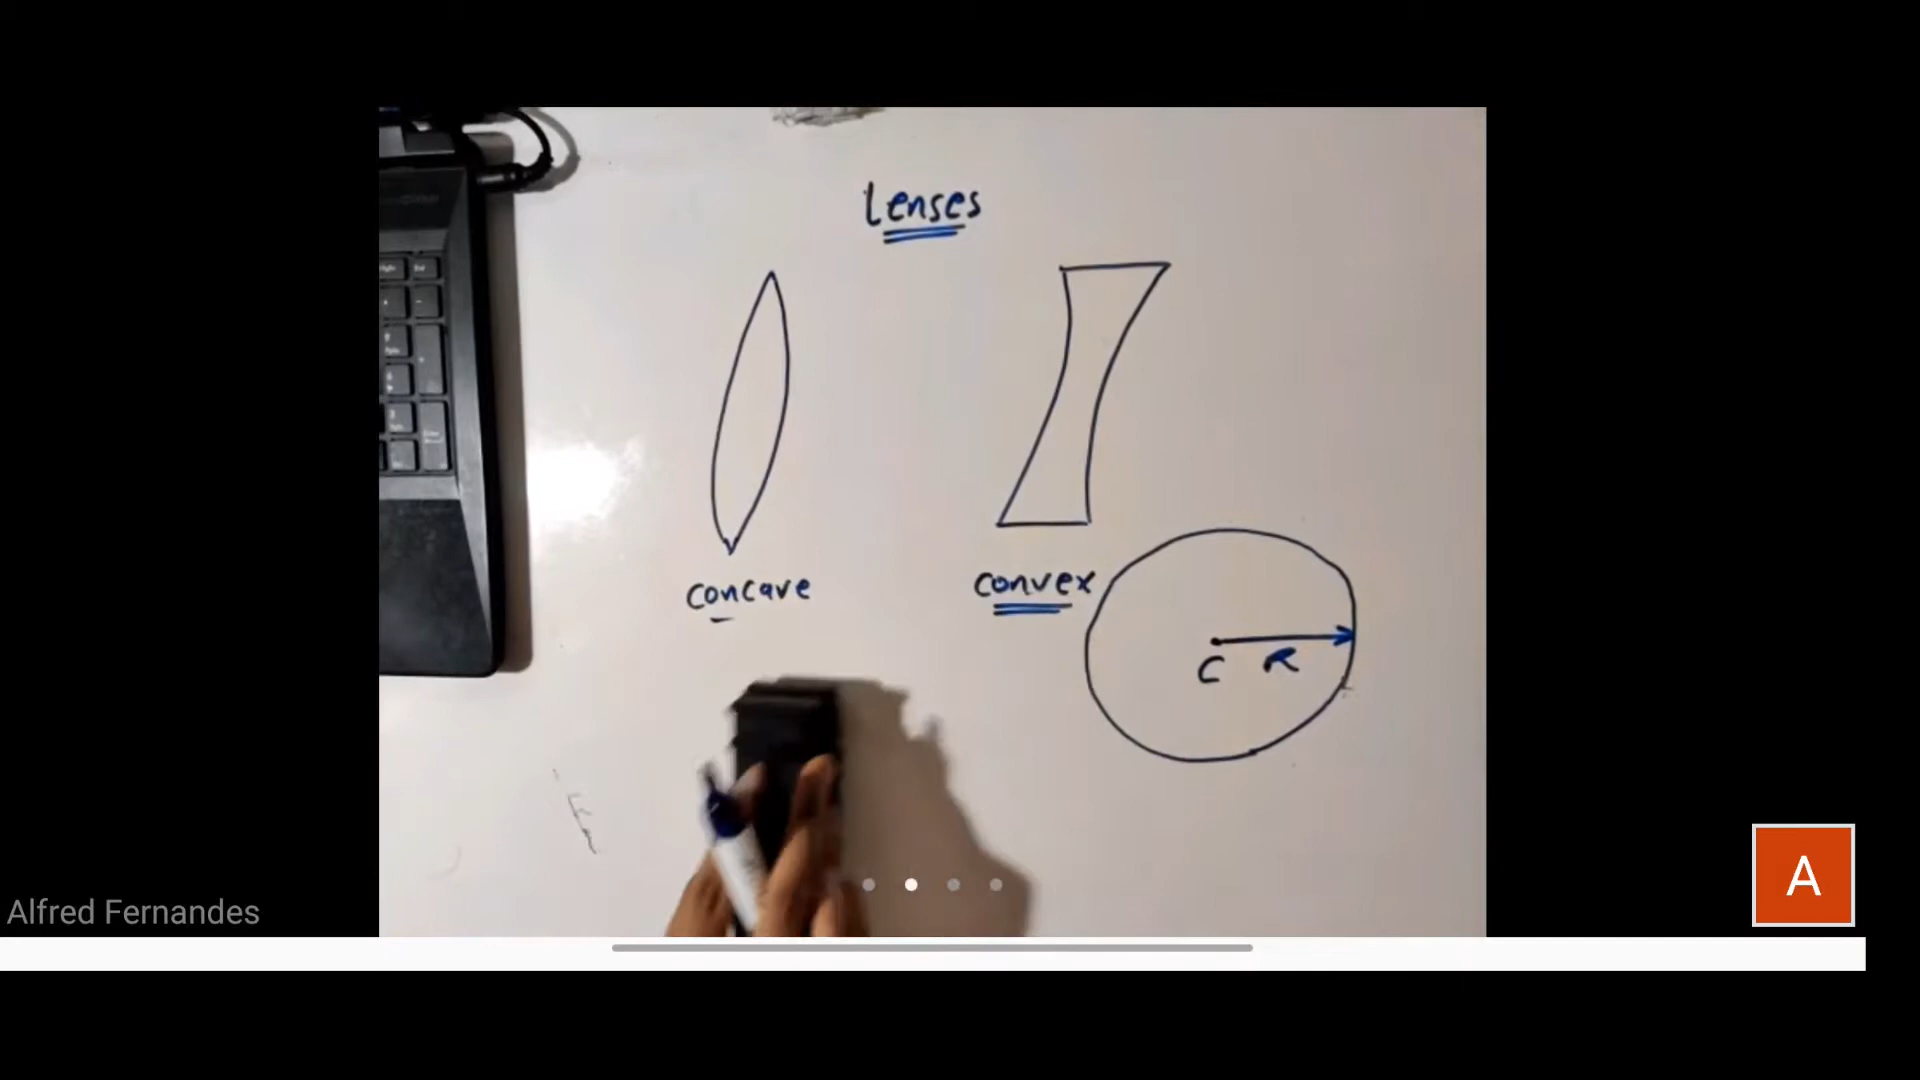 Lenses
concave
convex
C
R
Alfred Fernandes
A